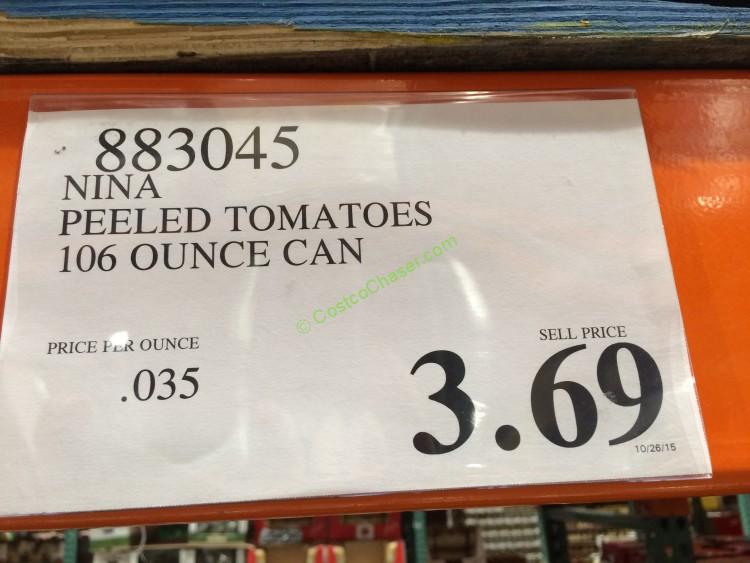 883045
NINA
PEELED TOMATOES
106 OUNCE CAN
© CostcoChaser.com
PRICE PER OUNCE
.035
SELL PRICE
3.69
10/26/15